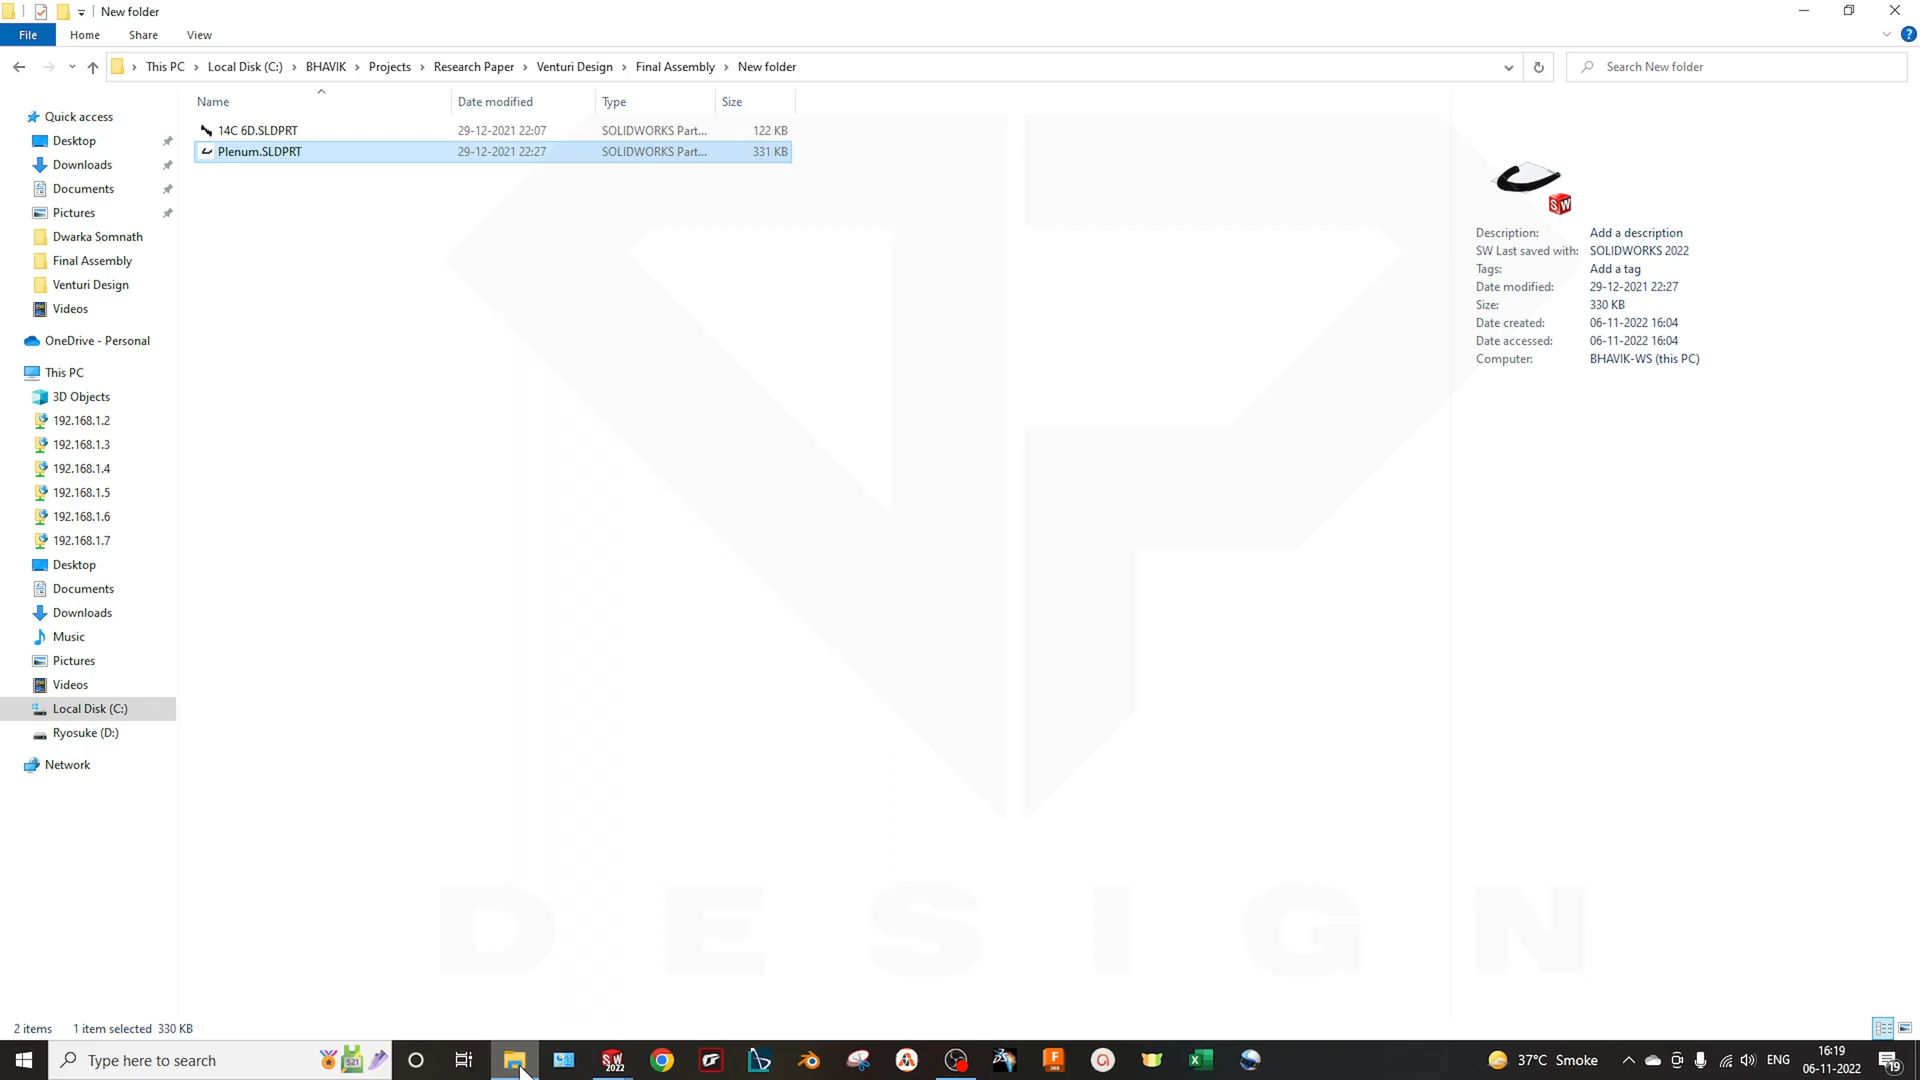 New folder
File Home Share View
This PC Local Disk (C:) BHAVIK Projects Research Paper Venturi Design Final Assembly New folder
Search New folder
Name Date modified Type Size
14C 6D.SLDPRT 29-12-2021 22:07 SOLIDWORKS Part... 122 KB
Plenum.SLDPRT 29-12-2021 22:27 SOLIDWORKS Part... 331 KB
Quick access
Desktop
Downloads
Documents
Pictures
Dwarka Somnath
Final Assembly
Venturi Design
Videos
OneDrive - Personal
This PC
3D Objects
192.168.1.2
192.168.1.3
192.168.1.4
192.168.1.5
192.168.1.6
192.168.1.7
Desktop
Documents
Downloads
Music
Pictures
Videos
Local Disk (C:)
Ryosuke (D:)
Network
SW
Description: Add a description
SW Last saved with: SOLIDWORKS 2022
Tags: Add a tag
Date modified: 29-12-2021 22:27
Size: 330 KB
Date created: 06-11-2022 16:04
Date accessed: 06-11-2022 16:04
Computer: BHAVIK-WS (this PC)
DESIGN
2 items 1 item selected 330 KB
Type here to search
SW 2022
37°C Smoke
ENG
16:19
06-11-2022
19